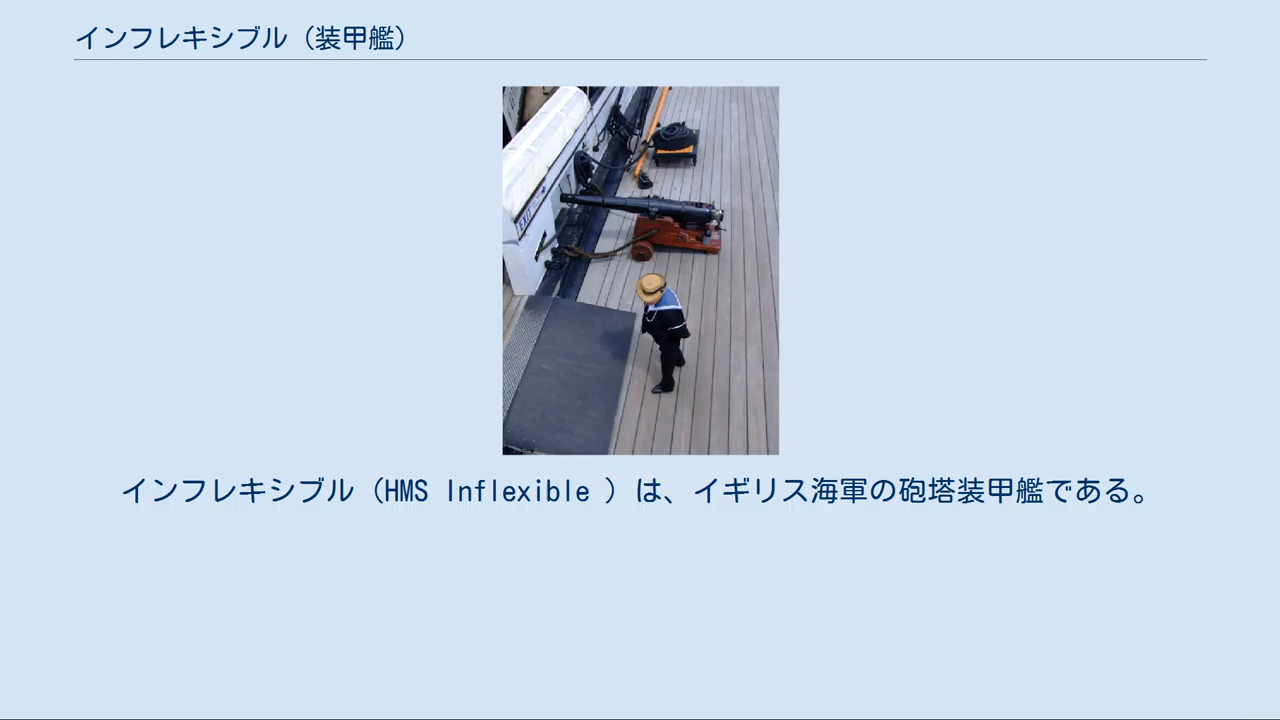 インフレキシブル（装甲艦）
EXIT
インフレキシブル（HMS Inflexible ）は、イギリス海軍の砲塔装甲艦である。